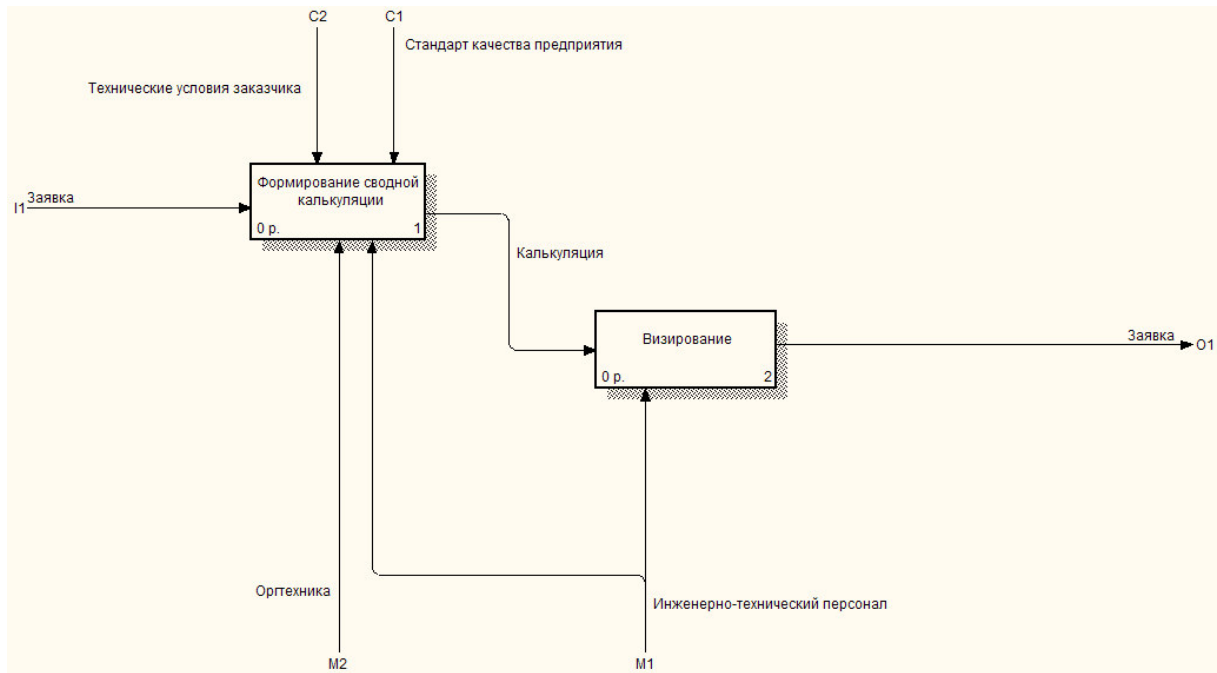 C2
C1
Стандарт качества предприятия
Технические условия заказчика
Формирование сводной
калькуляции
0 р.
1
I1
Заявка
Калькуляция
Визирование
0 р.
2
Заявка
O1
Оргтехника
Инженерно-технический персонал
M2
M1